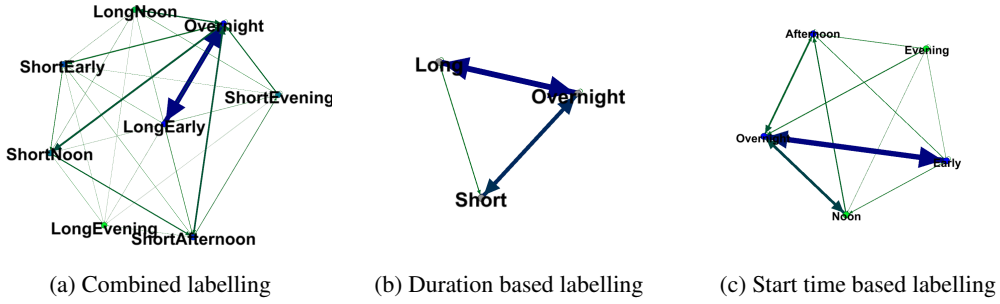 LongNoon
Overnight
ShortEarly
ShortEvening
LongEarly
ShortNoon
LongEvening
ShortAfternoon
(a) Combined labelling
Long
Overnight
Short
(b) Duration based labelling
Afternoon
Evening
Overnight
Early
Noon
(c) Start time based labelling